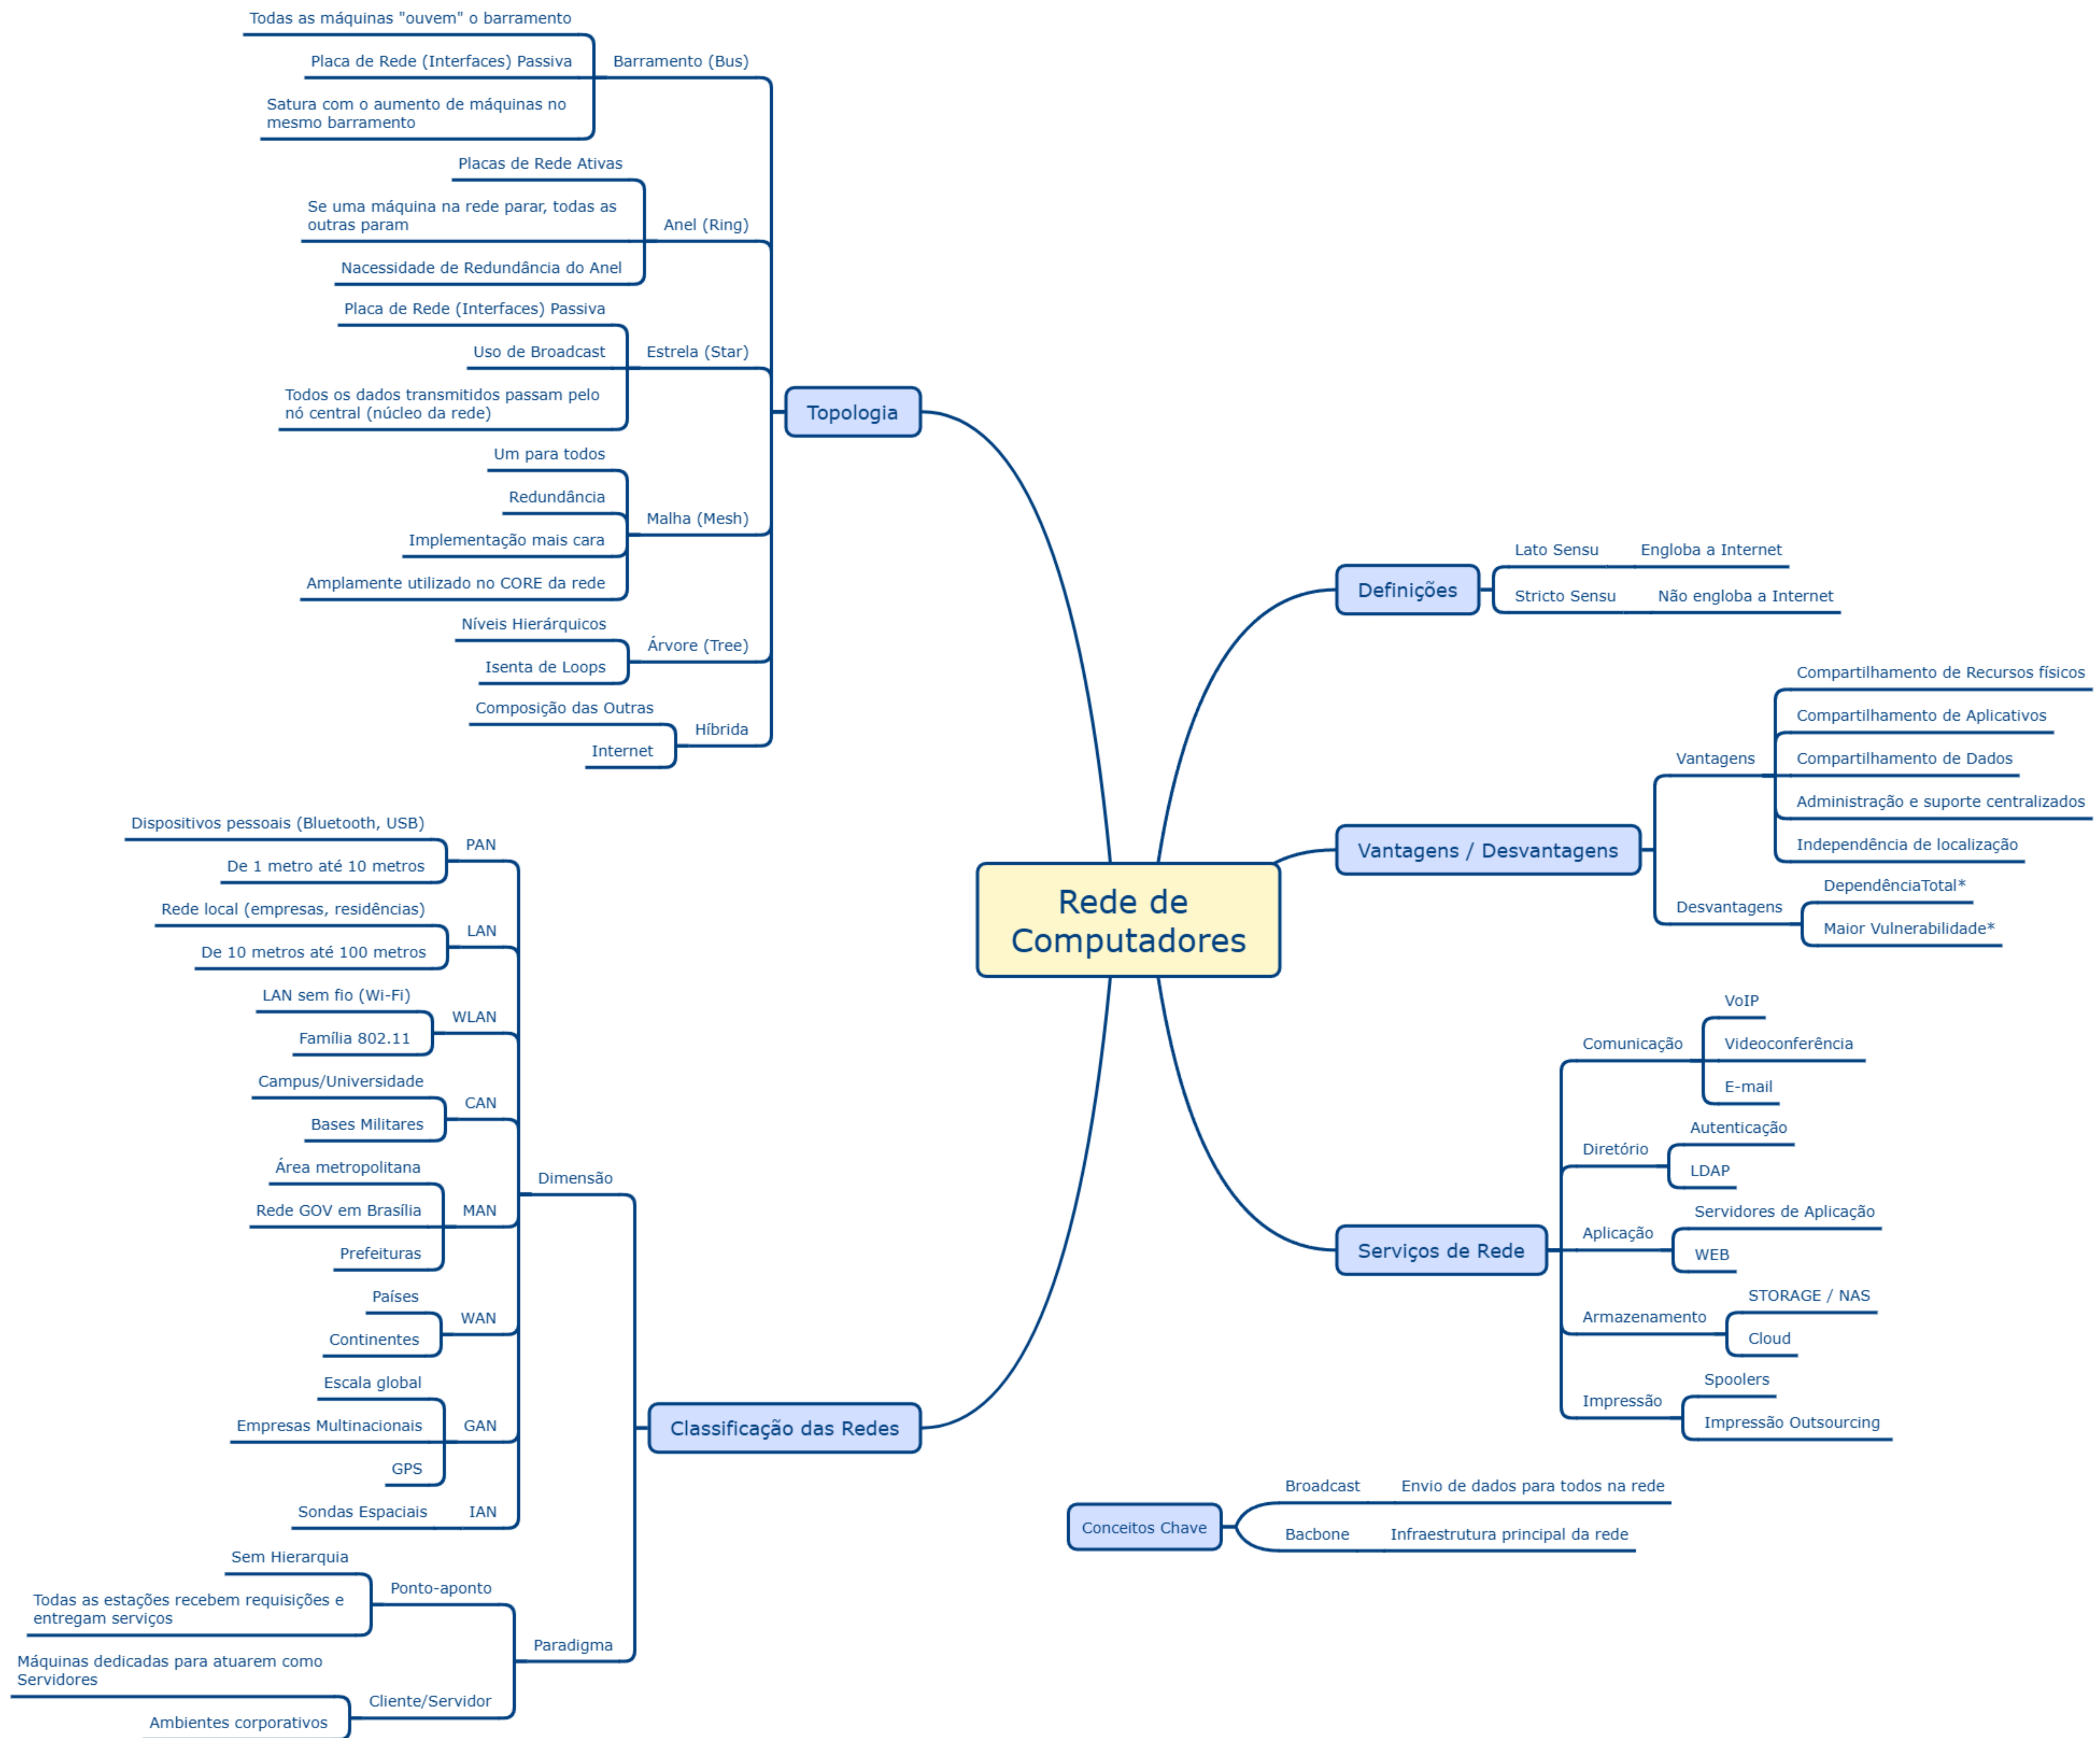 Rede de
Computadores
Topologia
Barramento (Bus)
Todas as máquinas "ouvem" o barramento
Placa de Rede (Interfaces) Passiva
Satura com o aumento de máquinas no
mesmo barramento
Anel (Ring)
Placas de Rede Ativas
Se uma máquina na rede parar, todas as
outras param
Nacessidade de Redundância do Anel
Estrela (Star)
Placa de Rede (Interfaces) Passiva
Uso de Broadcast
Todos os dados transmitidos passam pelo
nó central (núcleo da rede)
Malha (Mesh)
Um para todos
Redundância
Implementação mais cara
Amplamente utilizado no CORE da rede
Árvore (Tree)
Níveis Hierárquicos
Isenta de Loops
Híbrida
Composição das Outras
Internet
Definições
Lato Sensu
Engloba a Internet
Stricto Sensu
Não engloba a Internet
Vantagens / Desvantagens
Vantagens
Compartilhamento de Recursos físicos
Compartilhamento de Aplicativos
Compartilhamento de Dados
Administração e suporte centralizados
Independência de localização
Desvantagens
DependênciaTotal*
Maior Vulnerabilidade*
Serviços de Rede
Comunicação
VoIP
Videoconferência
E-mail
Diretório
Autenticação
LDAP
Aplicação
Servidores de Aplicação
WEB
Armazenamento
STORAGE / NAS
Cloud
Impressão
Spoolers
Impressão Outsourcing
Classificação das Redes
Dimensão
PAN
Dispositivos pessoais (Bluetooth, USB)
De 1 metro até 10 metros
LAN
Rede local (empresas, residências)
De 10 metros até 100 metros
WLAN
LAN sem fio (Wi-Fi)
Família 802.11
CAN
Campus/Universidade
Bases Militares
MAN
Área metropolitana
Rede GOV em Brasília
Prefeituras
WAN
Países
Continentes
GAN
Escala global
Empresas Multinacionais
GPS
IAN
Sondas Espaciais
Paradigma
Ponto-aponto
Sem Hierarquia
Todas as estações recebem requisições e
entregam serviços
Cliente/Servidor
Máquinas dedicadas para atuarem como
Servidores
Ambientes corporativos
Conceitos Chave
Broadcast
Envio de dados para todos na rede
Bacbone
Infraestrutura principal da rede